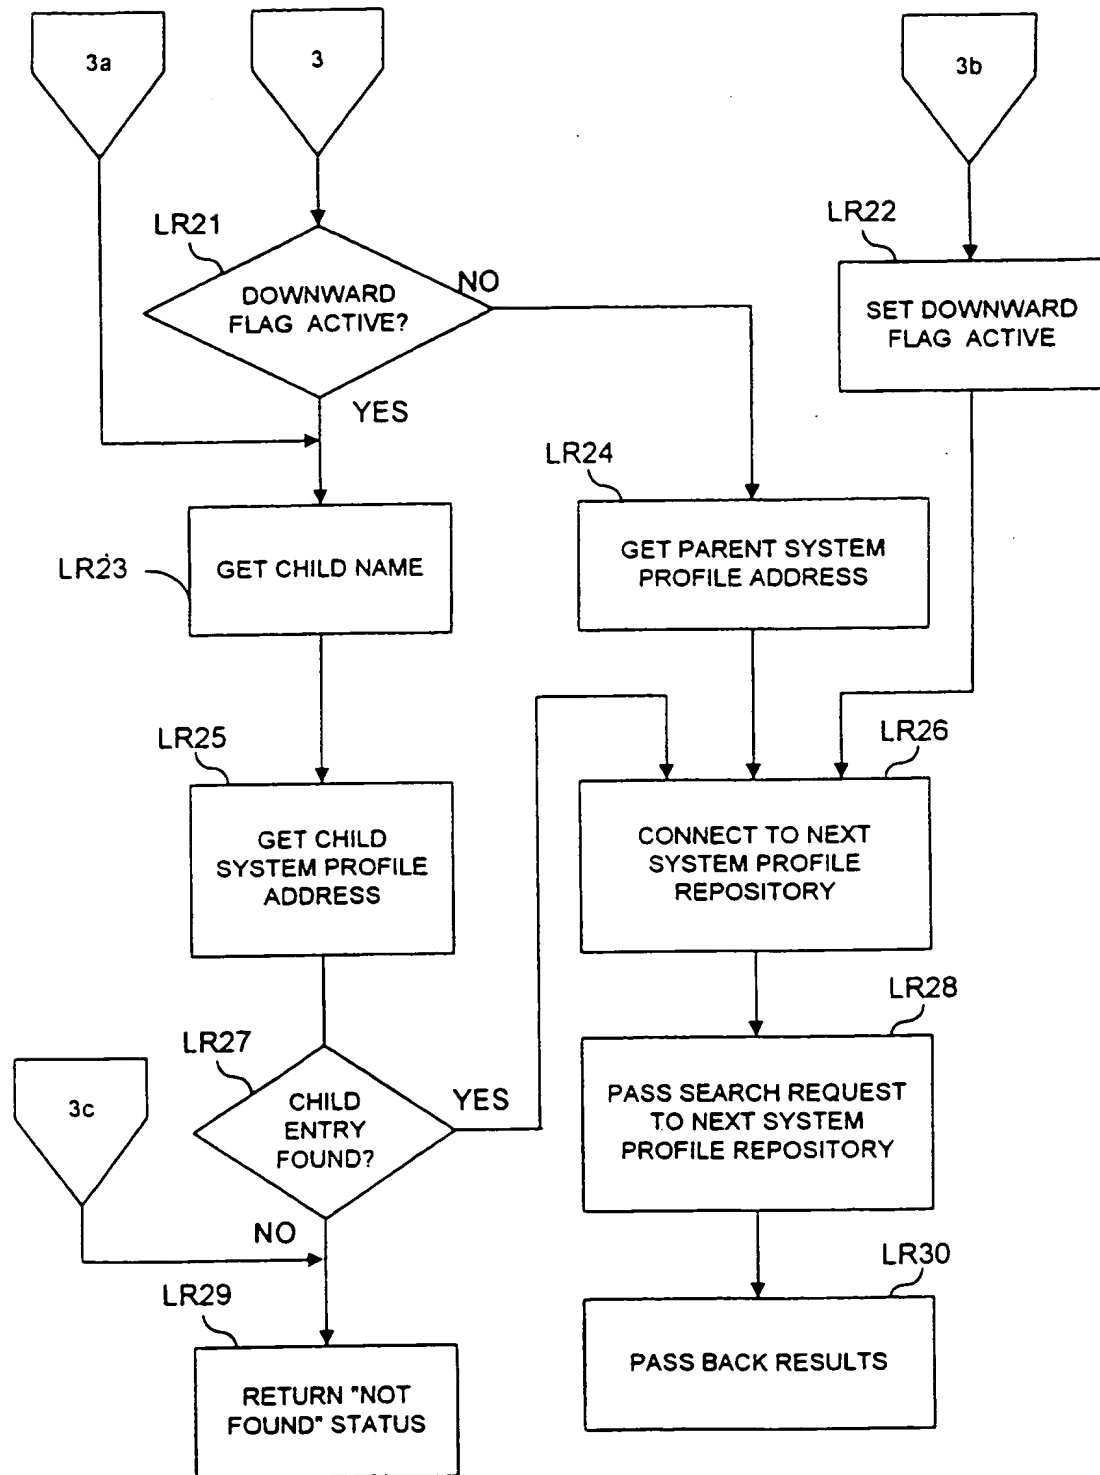 3a
3
3b
LR21
DOWNWARD
FLAG ACTIVE?
NO
YES
LR22
SET DOWNWARD
FLAG ACTIVE
LR23
GET CHILD NAME
LR24
GET PARENT SYSTEM
PROFILE ADDRESS
LR25
GET CHILD
SYSTEM PROFILE
ADDRESS
LR26
CONNECT TO NEXT
SYSTEM PROFILE
REPOSITORY
LR27
CHILD
ENTRY
FOUND?
YES
NO
3c
LR28
PASS SEARCH REQUEST
TO NEXT SYSTEM
PROFILE REPOSITORY
LR29
RETURN "NOT
FOUND" STATUS
LR30
PASS BACK RESULTS